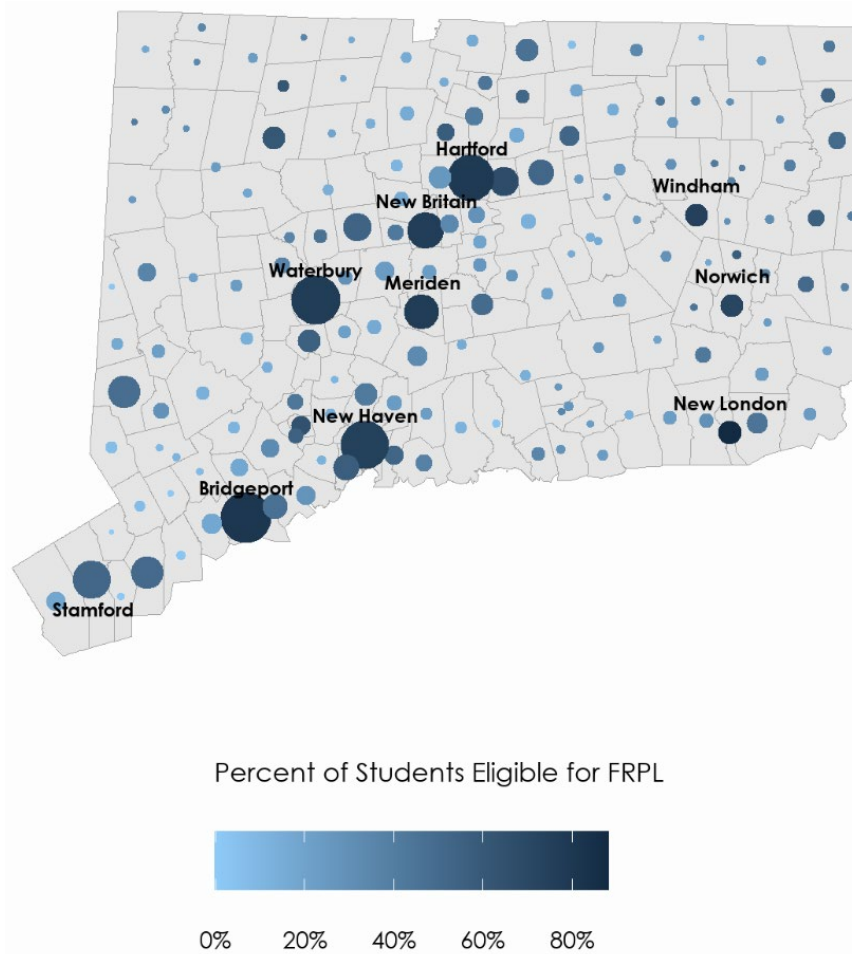 Hartford
Windham
New Britain
Waterbury
Meriden
Norwich
New Haven
New London
Bridgeport
Stamford
Percent of Students Eligible for FRPL
0% 20% 40% 60% 80%